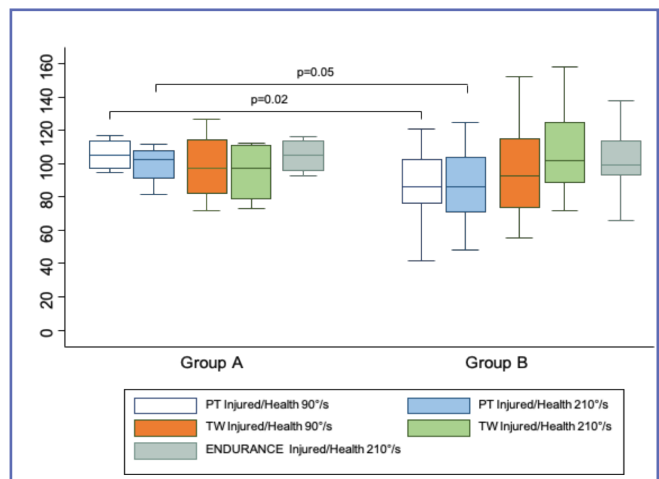 160
140
120
100
80
60
40
20
0
p=0.05
p=0.02
Group A
Group B
PT Injured/Health 90°/s
PT Injured/Health 210°/s
TW Injured/Health 90°/s
TW Injured/Health 210°/s
ENDURANCE Injured/Health 210°/s